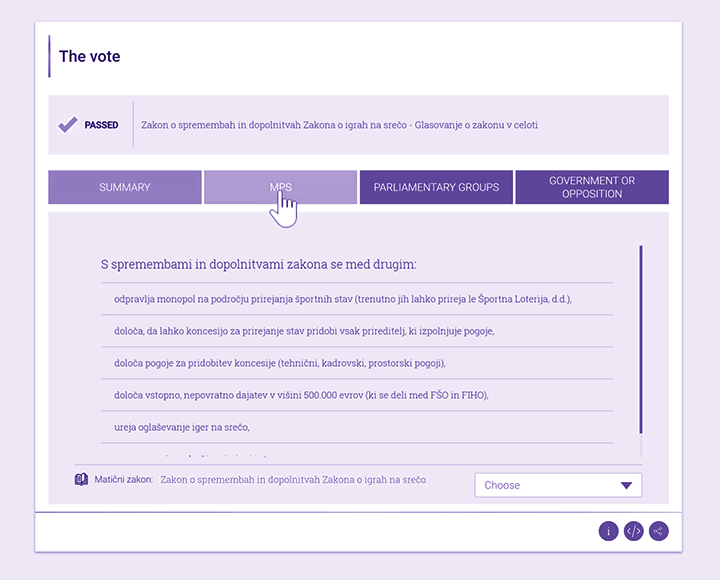 The vote
PASSED
Zakon o spremembah in dopolnitvah Zakona o igrah na srečo - Glasovanje o zakonu v celoti
SUMMARY
MPS
PARLIAMENTARY GROUPS
GOVERNMENT OR
OPPOSITION
S spremembami in dopolnitvami zakona se med drugim:
odpravlja monopol na področju prirejanja športnih stav (trenutno jih lahko prireja le Športna Loterija, d.d.),
določa, da lahko koncesijo za prirejanje stav pridobi vsak prireditelj, ki izpolnjuje pogoje,
določa pogoje za pridobitev koncesije (tehnični, kadrovski, prostorski pogoji),
določa vstopno, nepovratno dajatev v višini 500.000 evrov (ki se deli med FŠO in FIHO),
ureja oglaševanje iger na srečo,
Matični zakon: Zakon o spremembah in dopolnitvah Zakona o igrah na srečo
Choose